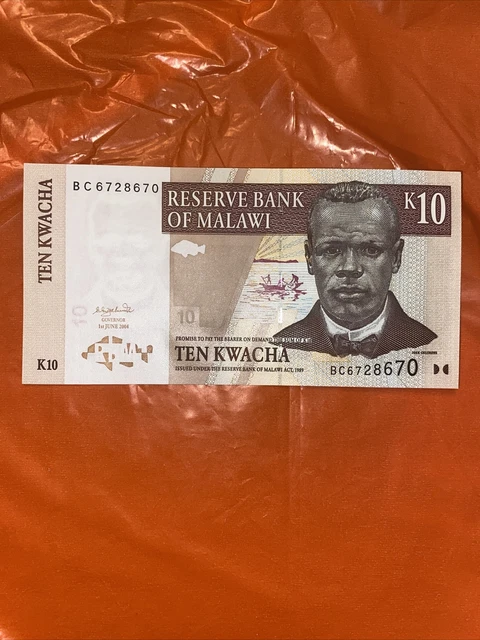 TEN KWACHA
BC6728670
RESERVE BANK
OF MALAWI
K10
10
10
GOVERNOR
1st JUNE 2004
PROMISE TO PAY THE BEARER ON DEMAND THE SUM OF K10
TEN KWACHA
ISSUED UNDER THE RESERVE BANK OF MALAWI ACT, 1989
K10
BC6728670